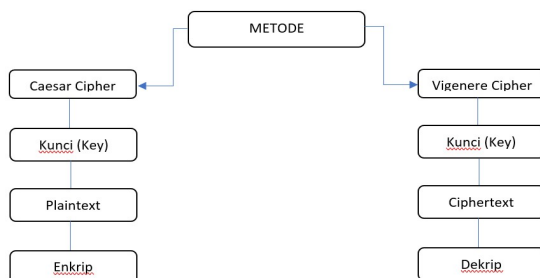 METODE
Caesar Cipher
Vigenere Cipher
Kunci (Key)
Kunci (Key)
Plaintext
Ciphertext
Enkrip
Dekrip